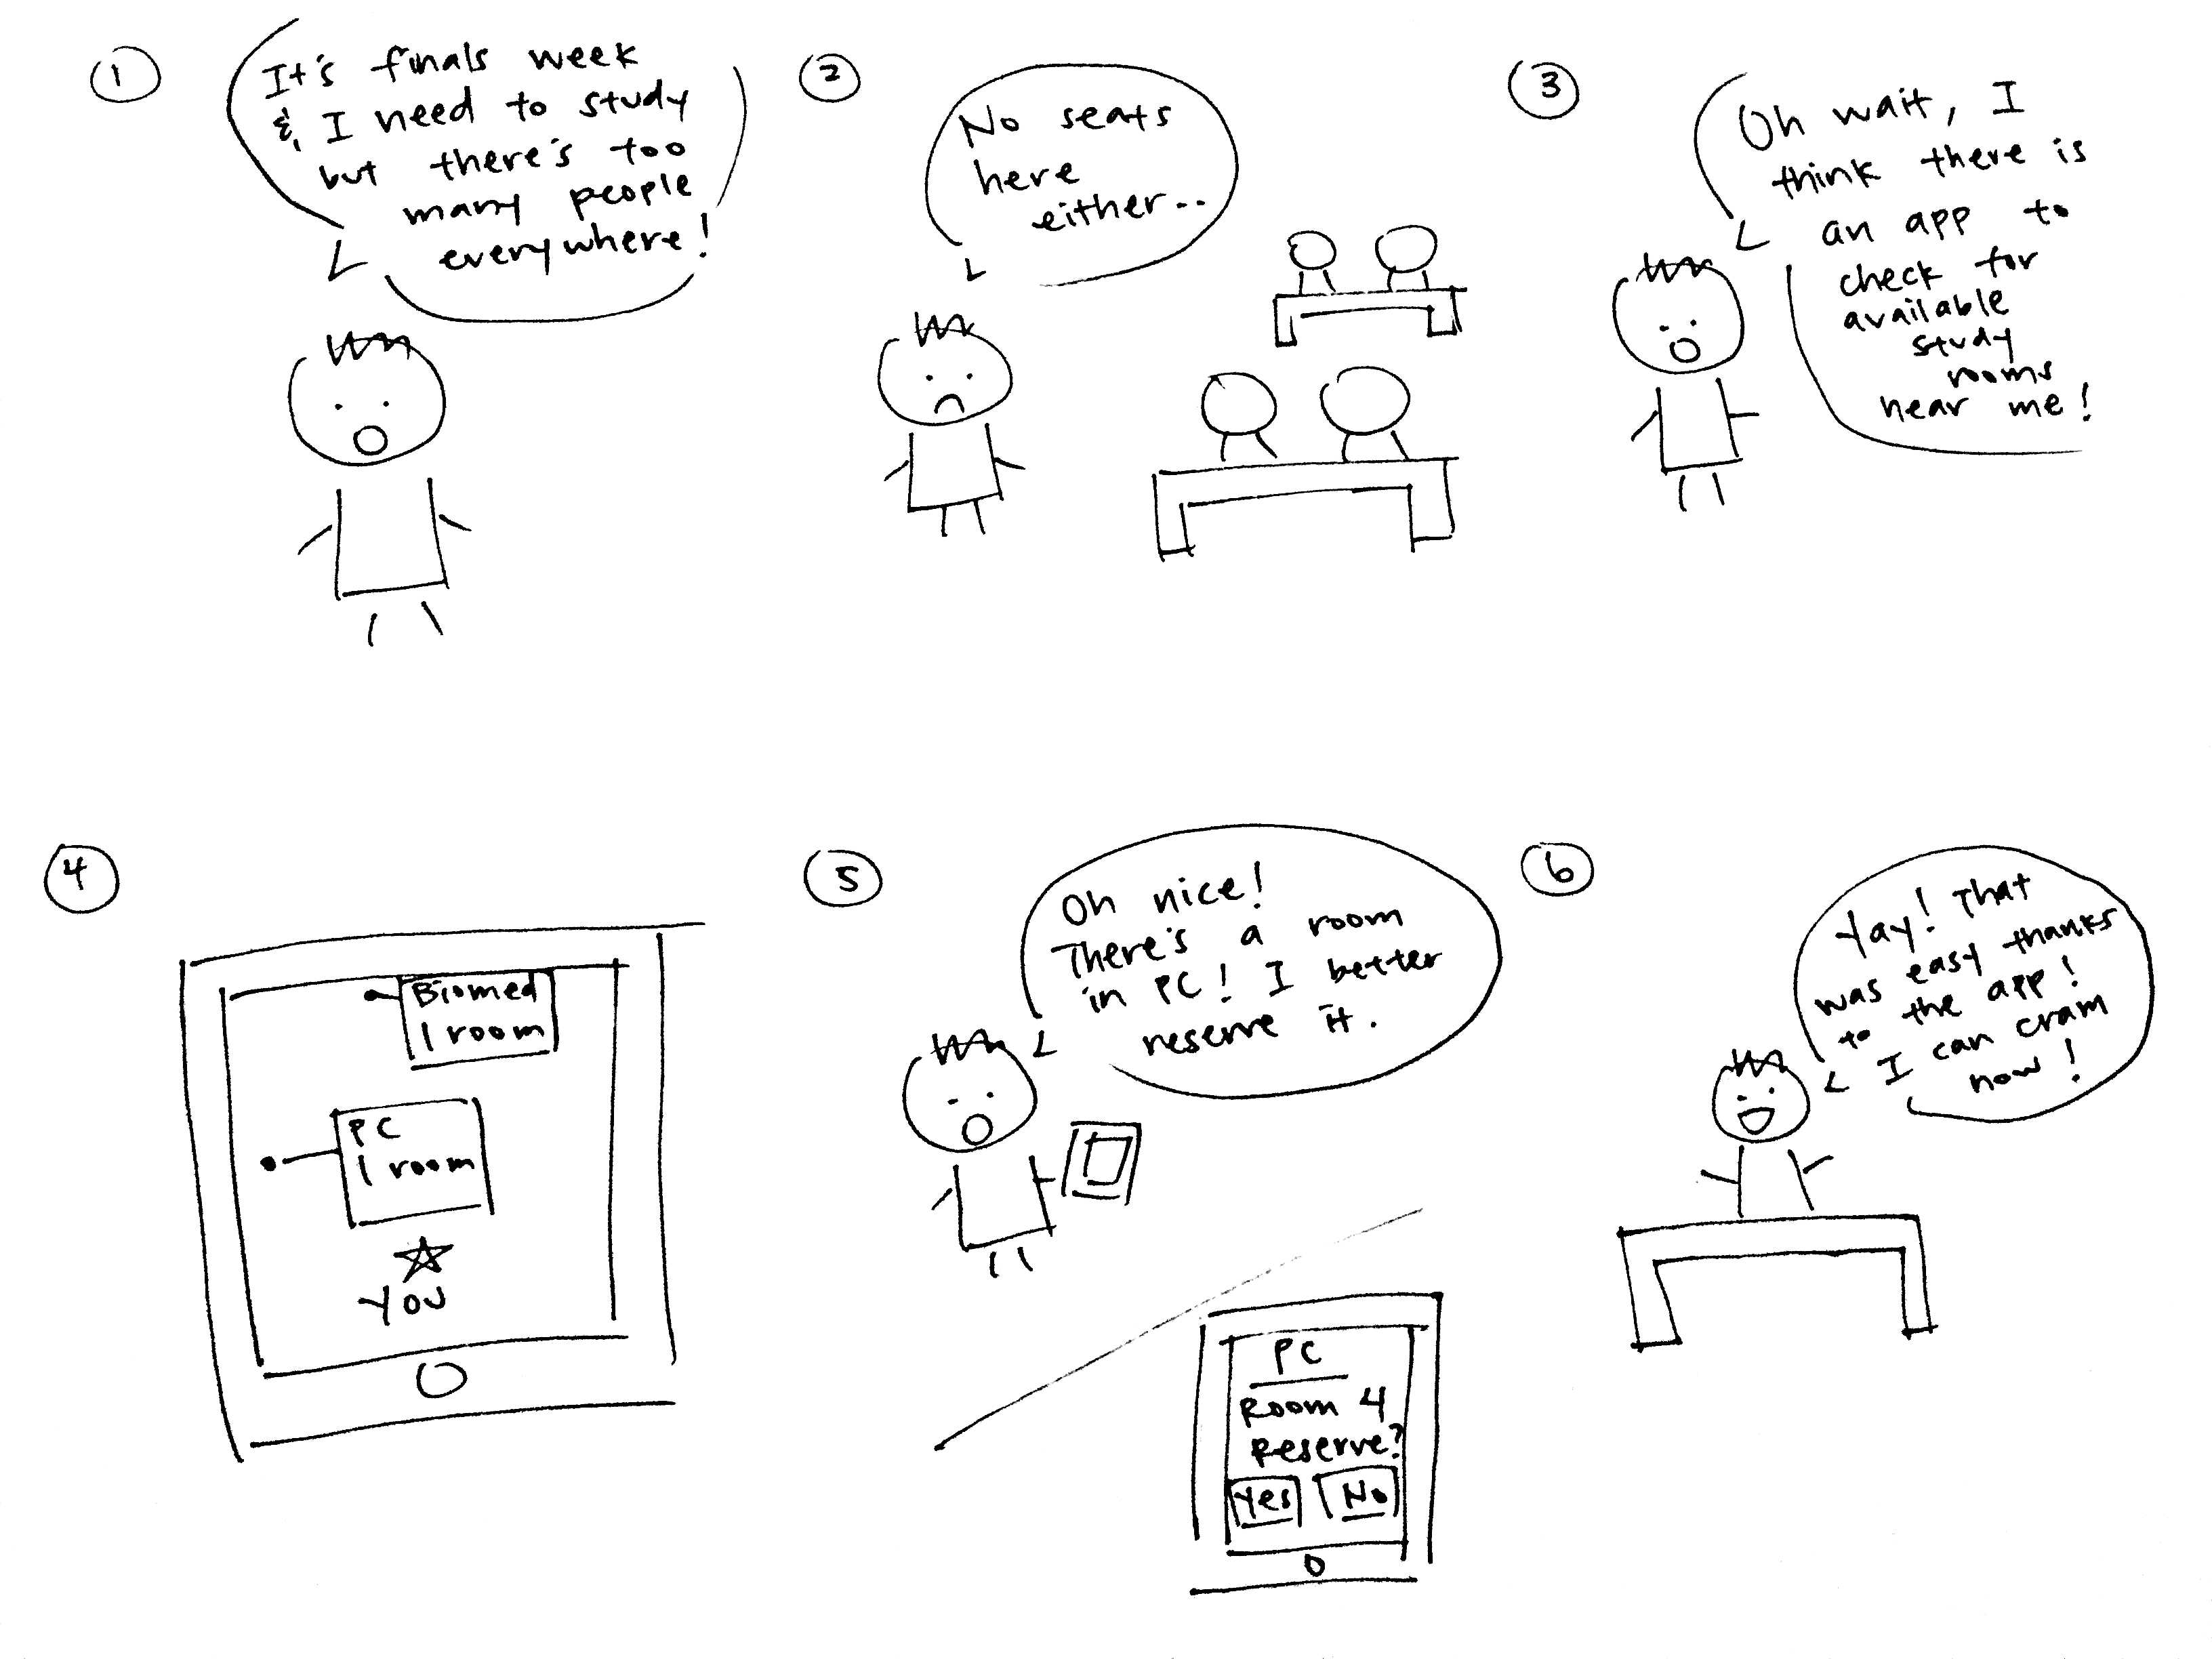 1
It's finals week
& I need to study
but there's too
many people
everywhere!
2
No seats
here
either..
3
Oh wait, I
think there is
an app to
check for
available
study
rooms
near me!
4
Biomed
1 room
PC
1 room
YOU
5
Oh nice!
There's a room
in PC! I better
reserve it.
PC
Room 4
Reserve?
Yes No
6
Yay! That
was easy thanks
to the app!
I can cram
now!